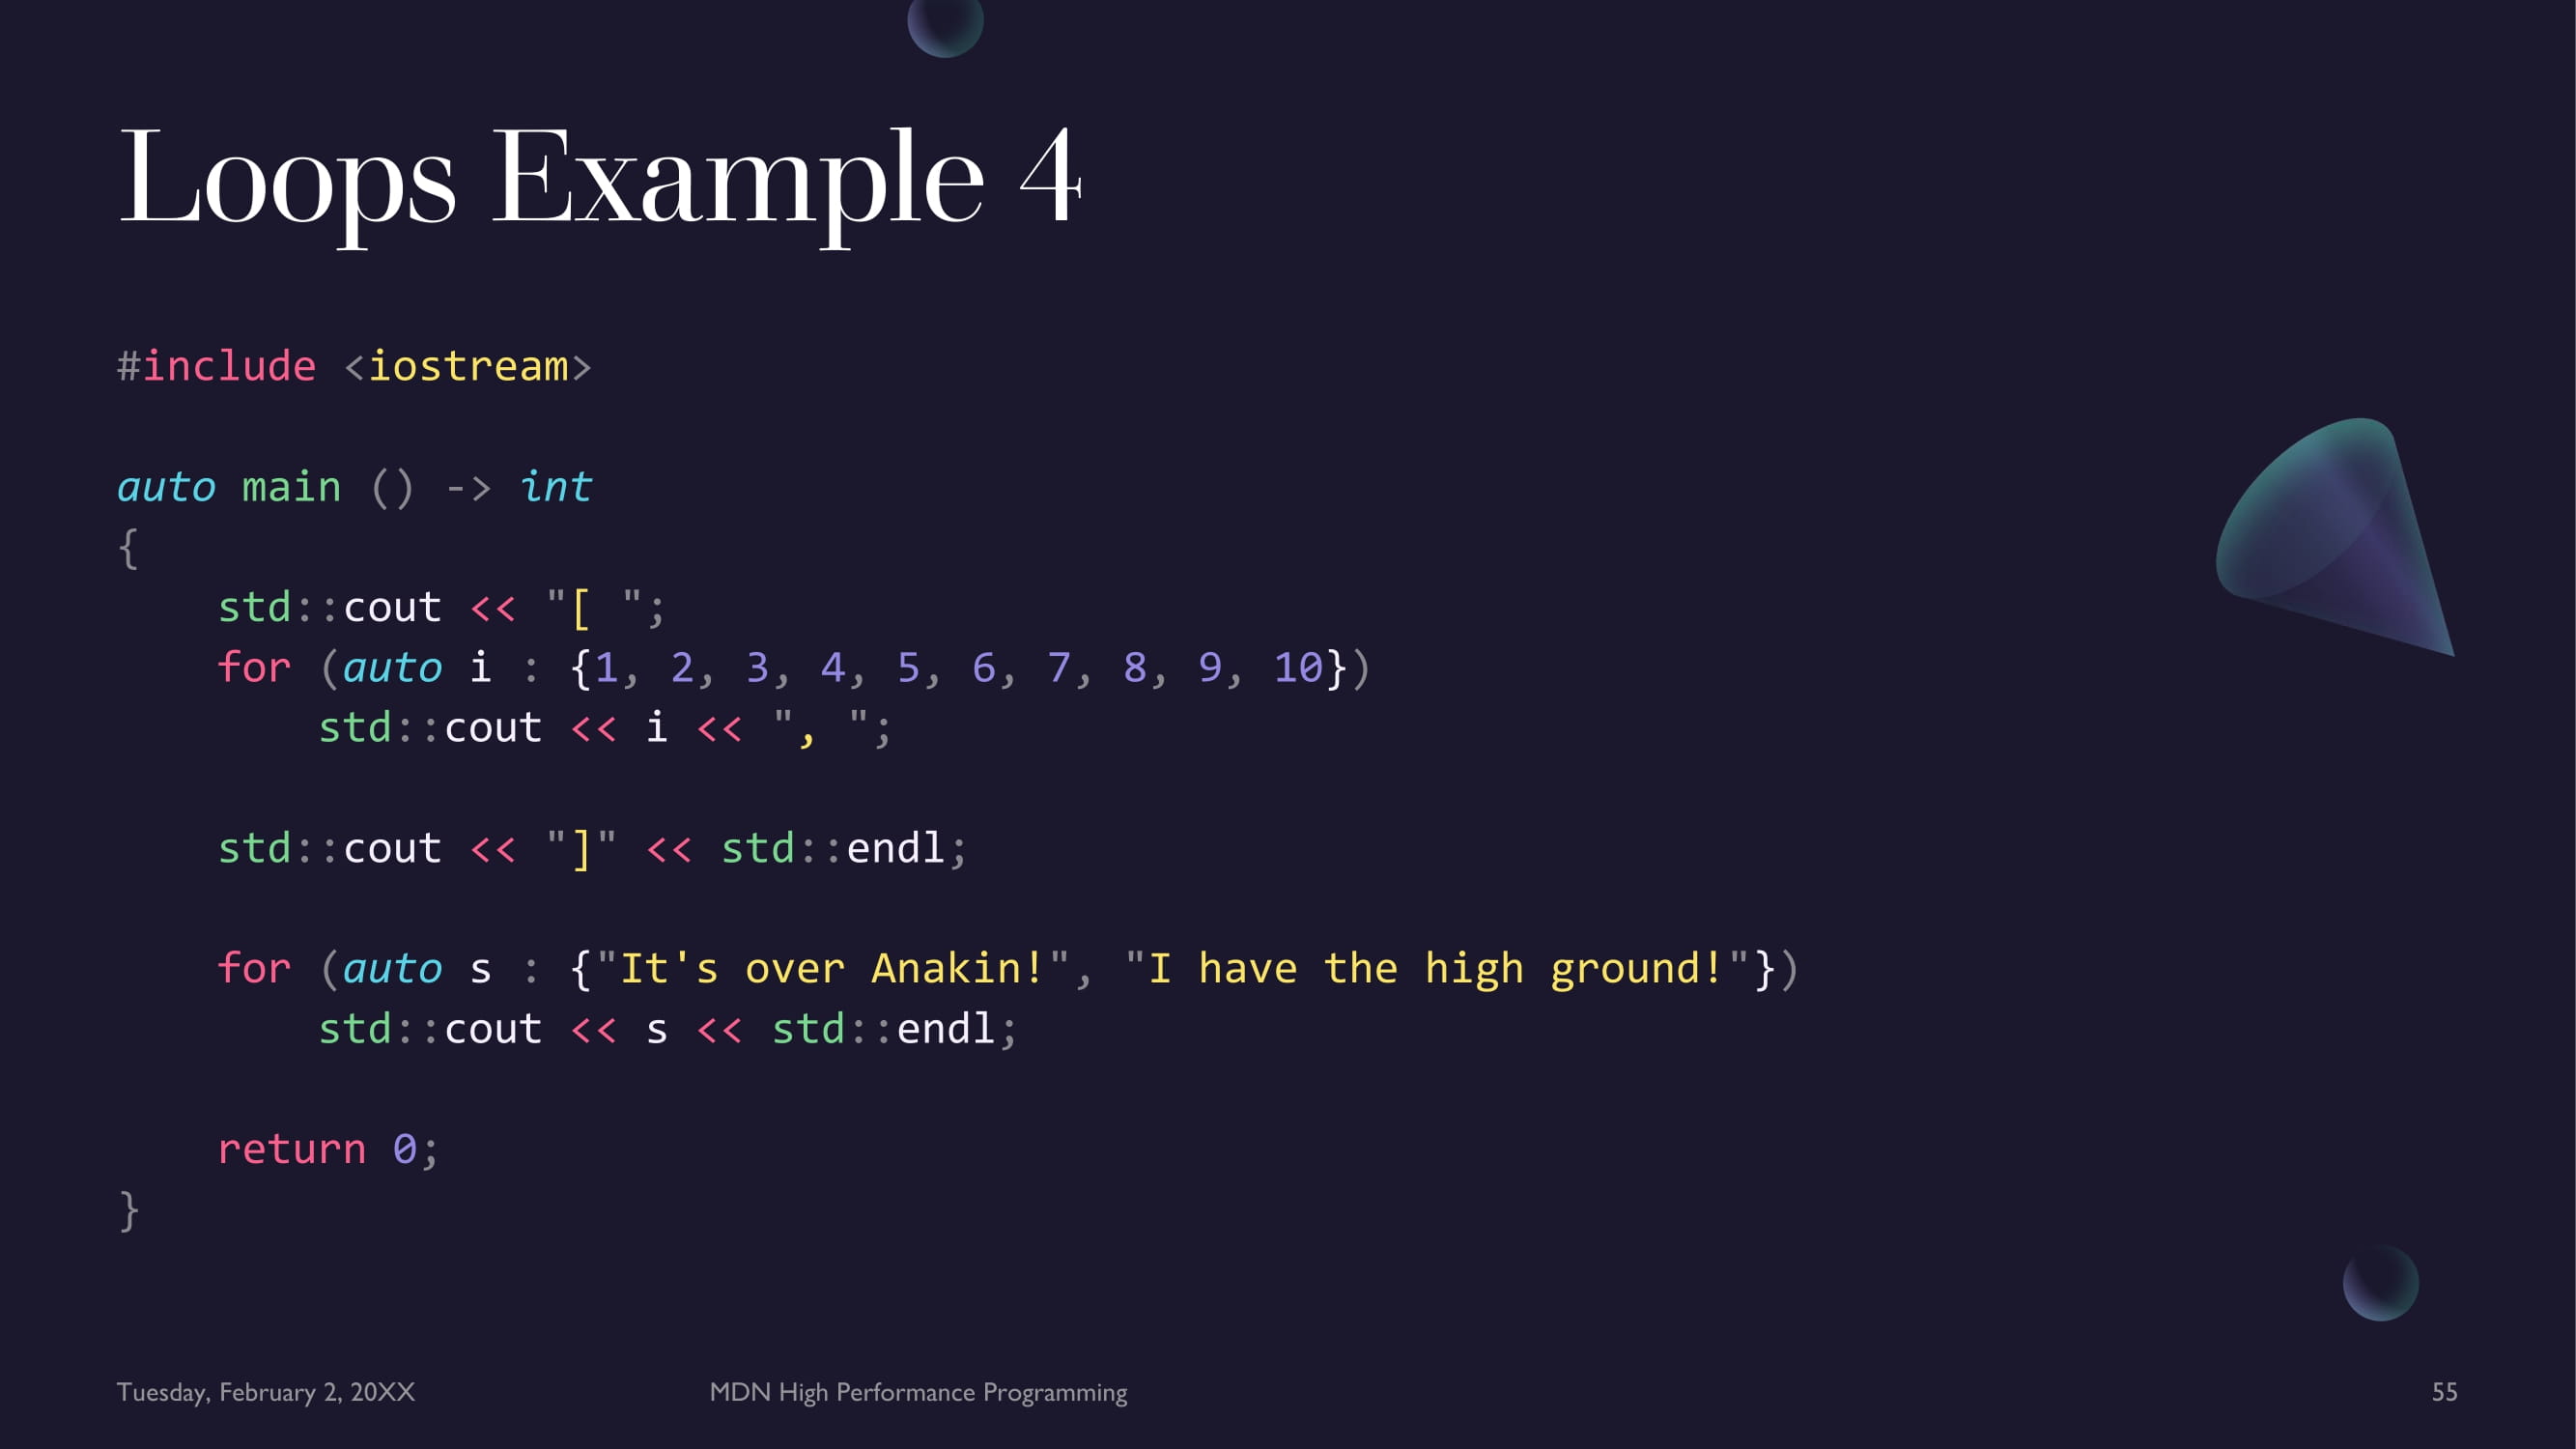 Loops Example 4
#include <iostream>
auto main () -> int
{
    std::cout << "[ ";
    for (auto i : {1, 2, 3, 4, 5, 6, 7, 8, 9, 10})
        std::cout << i << ", ";
    std::cout << "]" << std::endl;
    for (auto s : {"It's over Anakin!", "I have the high ground!"})
        std::cout << s << std::endl;
    return 0;
}
Tuesday, February 2, 20XX
MDN High Performance Programming
55